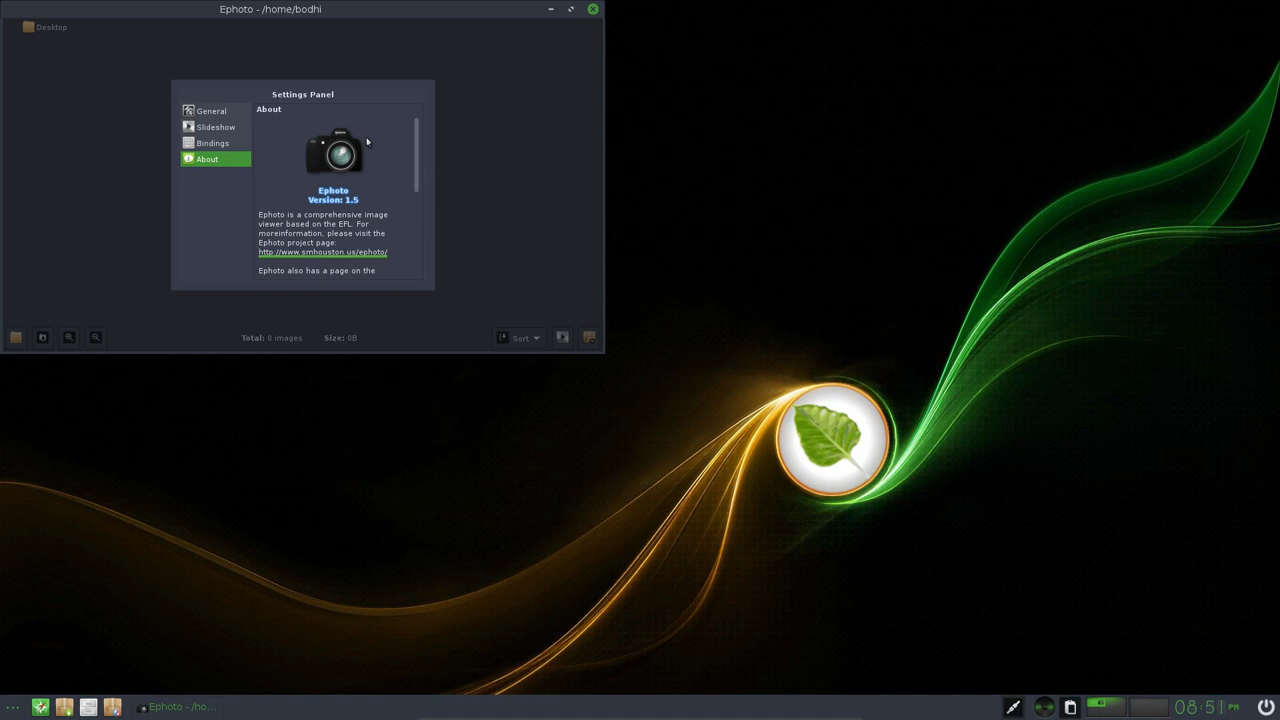 Ephoto - /home/bodhi
Desktop
Settings Panel
General
Slideshow
Bindings
About
About
Ephoto
Version: 1.5
Ephoto is a comprehensive image
viewer based on the EFL. For
moreinformation, please visit the
Ephoto project page:
http://www.smhouston.us/ephoto/
Ephoto also has a page on the
Total: 0 images
Size: 0B
Sort
Ephoto - /ho...
08:51 PM